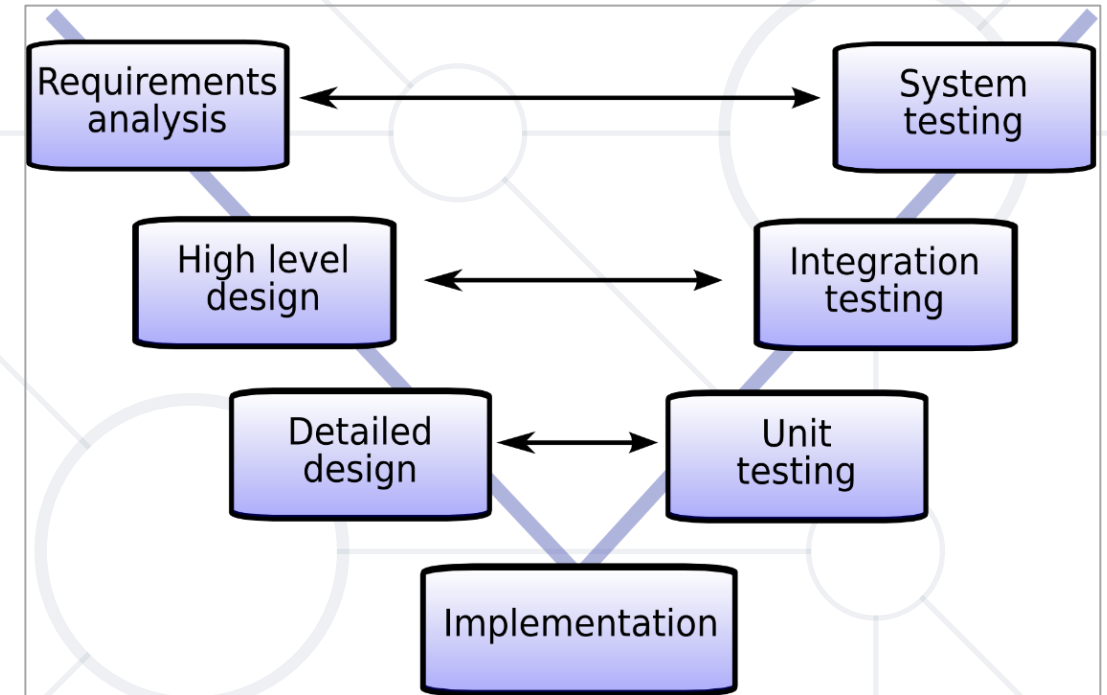 Requirements
analysis
System
testing
High level
design
Integration
testing
Detailed
design
Unit
testing
Implementation